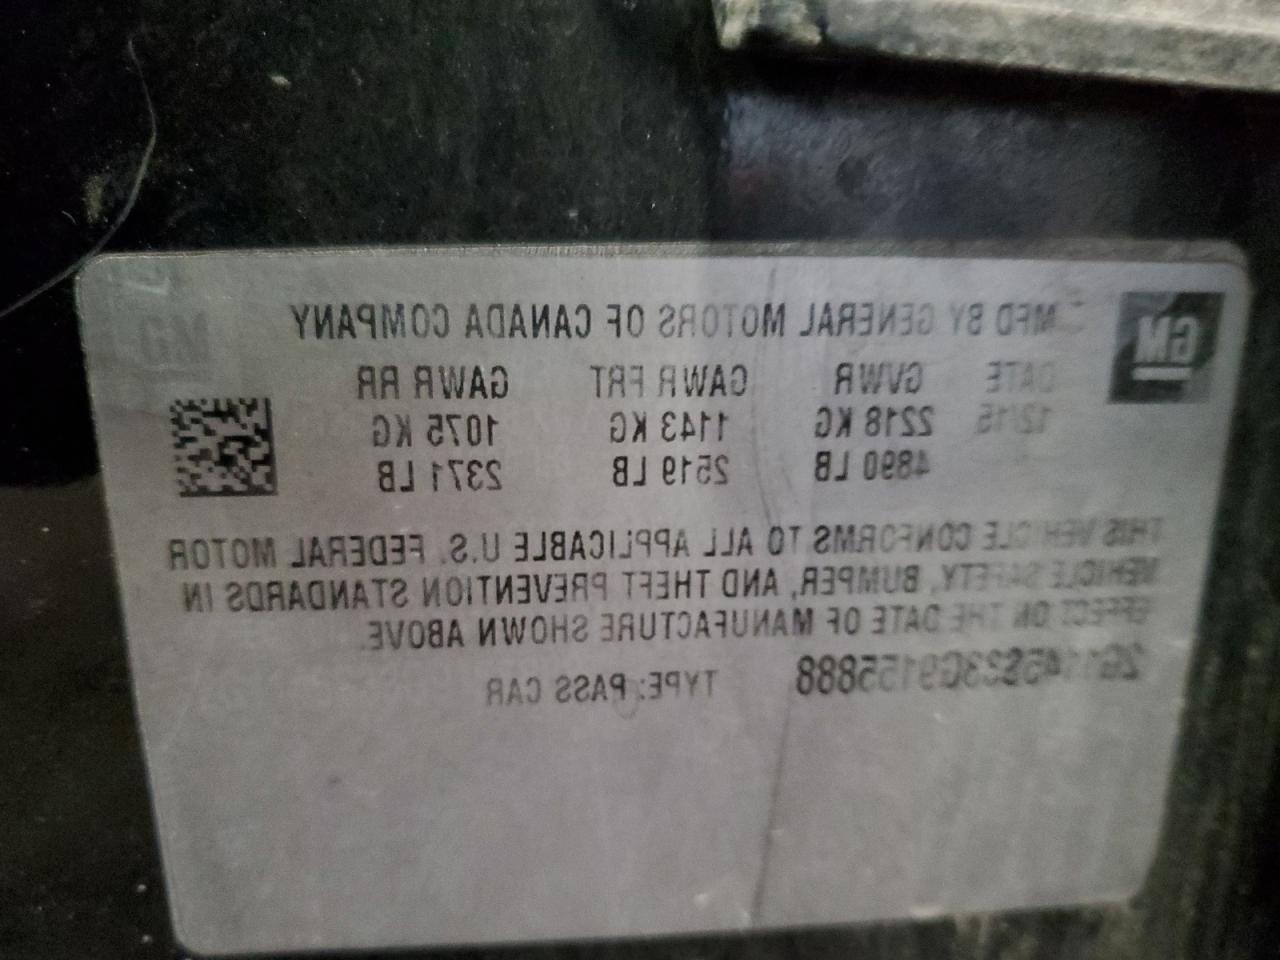 GM
MFD BY GENERAL MOTORS OF CANADA COMPANY
DATE GVWR GAWR FRT GAWR RR
12/15 2218 KG 1143 KG 1075 KG
4890 LB 2519 LB 2371 LB
THIS VEHICLE CONFORMS TO ALL APPLICABLE U.S. FEDERAL MOTOR
VEHICLE SAFETY, BUMPER, AND THEFT PREVENTION STANDARDS IN
EFFECT ON THE DATE OF MANUFACTURE SHOWN ABOVE.
2G1145S33G9155888 TYPE: PASS CAR